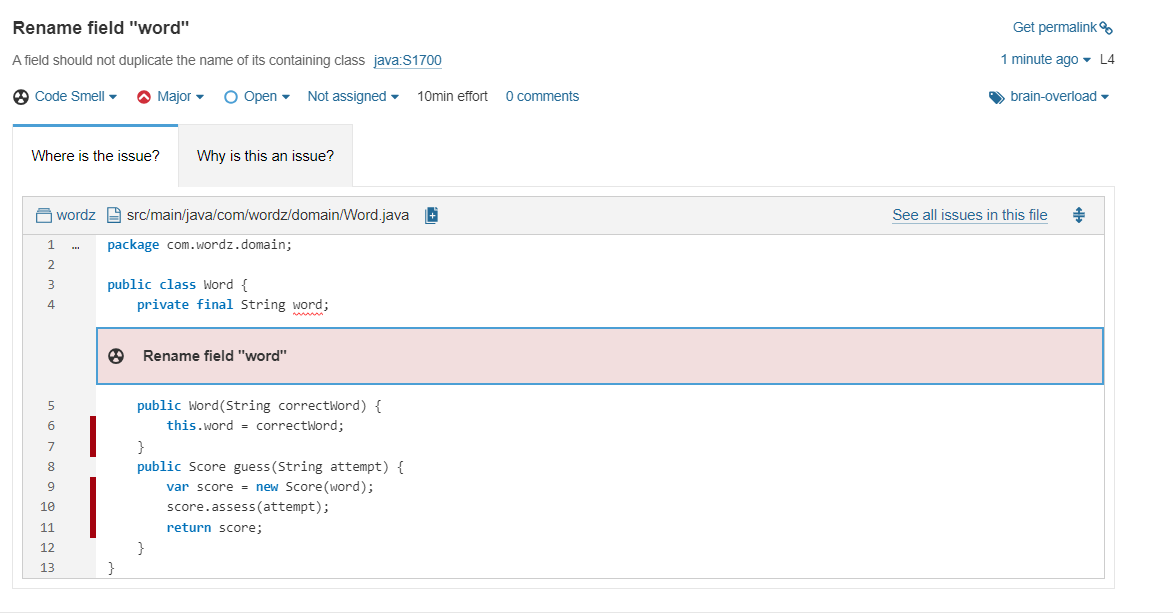 Rename field "word"
Get permalink
A field should not duplicate the name of its containing class java:S1700
1 minute ago L4
Code Smell Major Open Not assigned 10min effort 0 comments
brain-overload
Where is the issue? Why is this an issue?
wordz src/main/java/com/wordz/domain/Word.java
See all issues in this file
1 … package com.wordz.domain;
2
3 public class Word {
4 private final String word;
Rename field "word"
5 public Word(String correctWord) {
6 this.word = correctWord;
7 }
8 public Score guess(String attempt) {
9 var score = new Score(word);
10 score.assess(attempt);
11 return score;
12 }
13 }